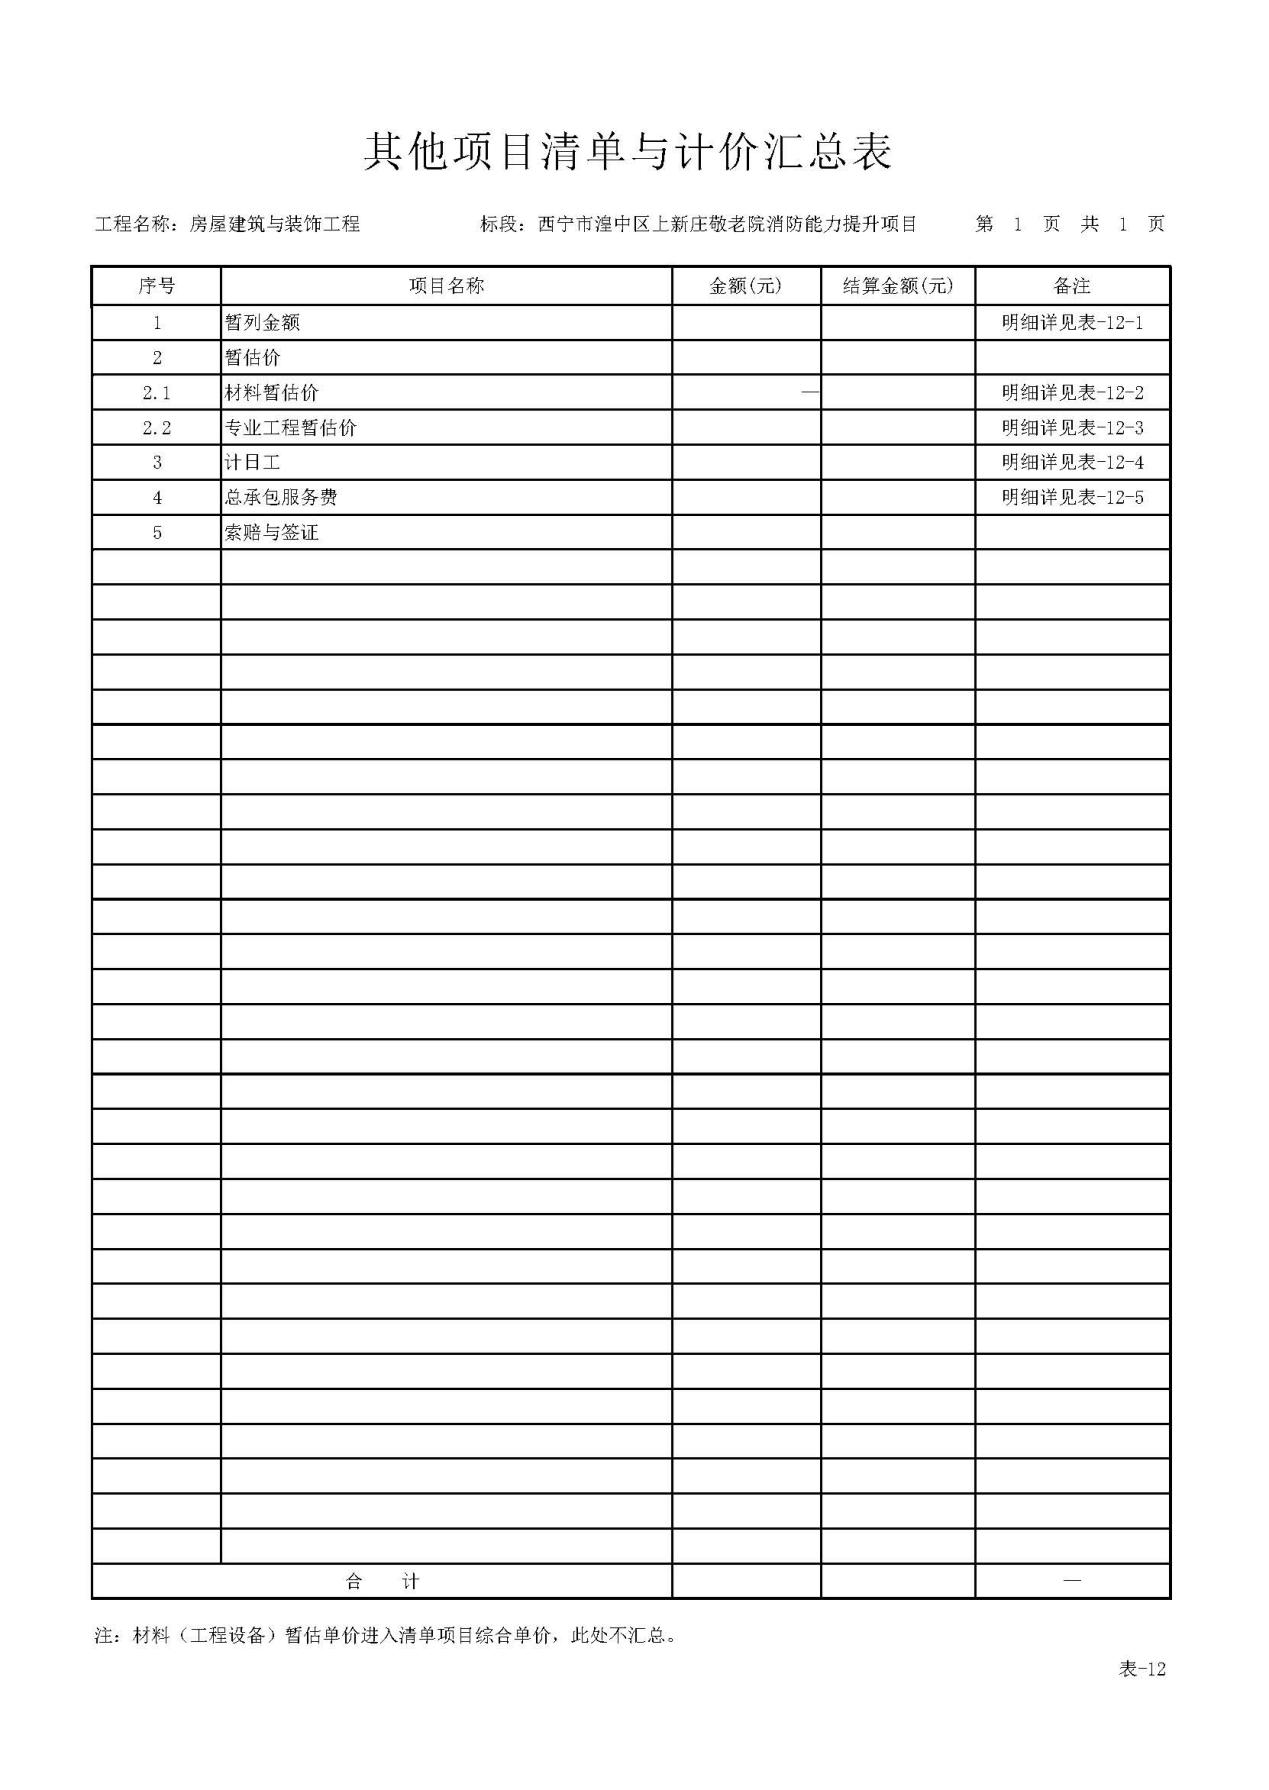 其他项目清单与计价汇总表
工程名称：房屋建筑与装饰工程 标段：西宁市湟中区上新庄敬老院消防能力提升项目 第 1 页 共 1 页
序号 项目名称 金额(元) 结算金额(元) 备注
1 暂列金额 明细详见表-12-1
2 暂估价
2.1 材料暂估价 — 明细详见表-12-2
2.2 专业工程暂估价 明细详见表-12-3
3 计日工 明细详见表-12-4
4 总承包服务费 明细详见表-12-5
5 索赔与签证
合 计 —
注：材料（工程设备）暂估单价进入清单项目综合单价，此处不汇总。
表-12